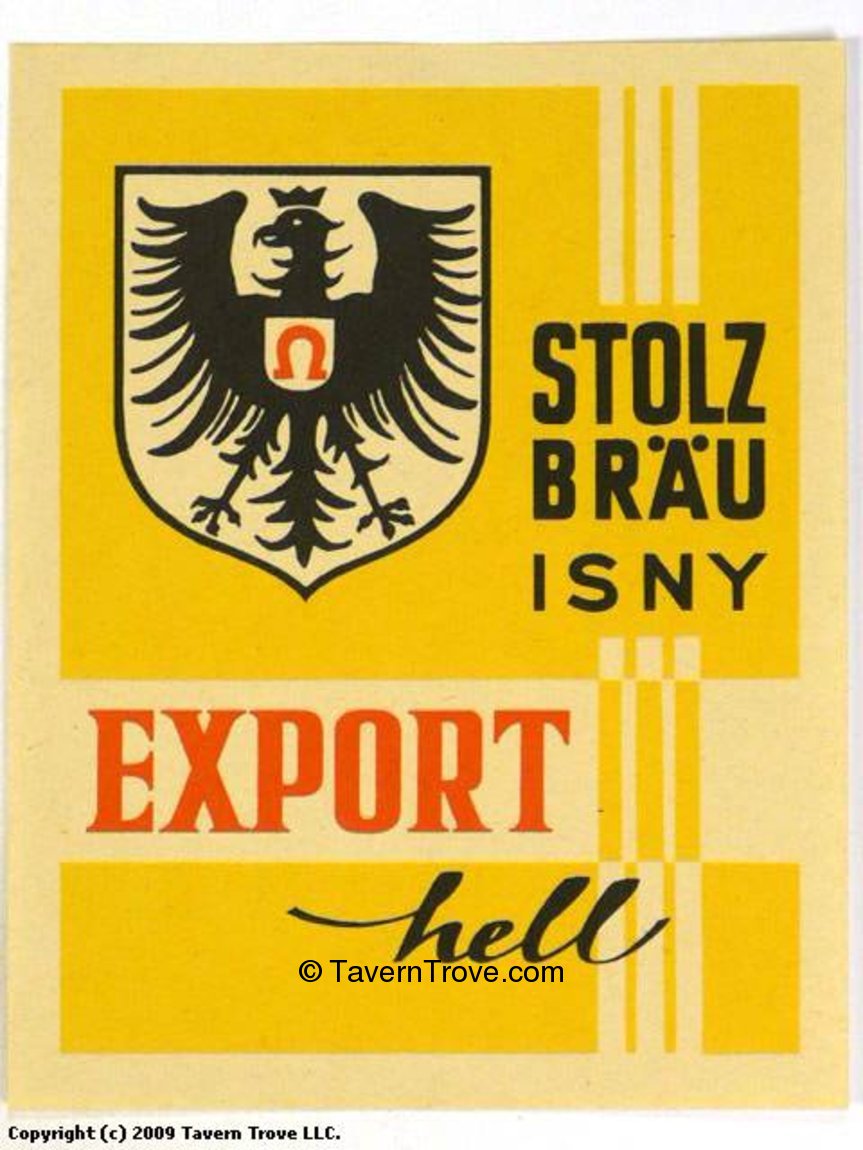 STOLZ
BRÄU
ISNY
EXPORT
hell
© TavernTrove.com
Copyright (c) 2009 Tavern Trove LLC.